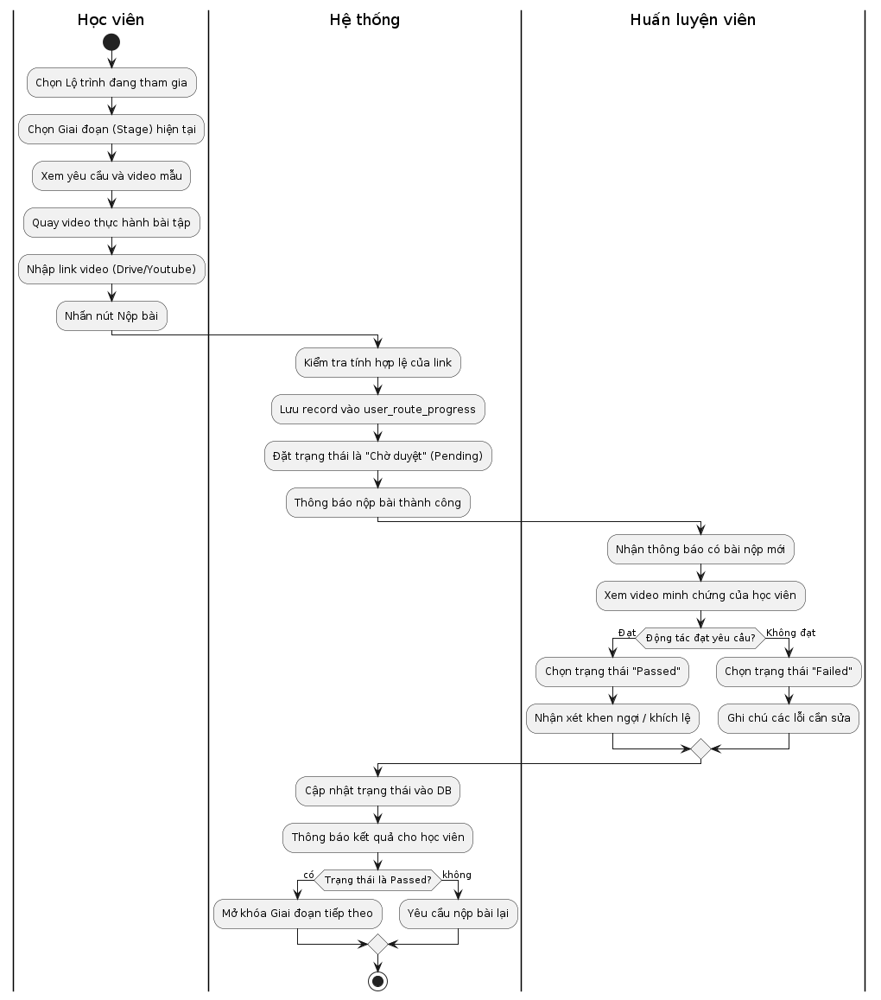 Học viên
Hệ thống
Huấn luyện viên
Chọn Lộ trình đang tham gia
Chọn Giai đoạn (Stage) hiện tại
Xem yêu cầu và video mẫu
Quay video thực hành bài tập
Nhập link video (Drive/Youtube)
Nhấn nút Nộp bài
Kiểm tra tính hợp lệ của link
Lưu record vào user_route_progress
Đặt trạng thái là "Chờ duyệt" (Pending)
Thông báo nộp bài thành công
Nhận thông báo có bài nộp mới
Xem video minh chứng của học viên
Đạt
Động tác đạt yêu cầu?
Không đạt
Chọn trạng thái "Passed"
Chọn trạng thái "Failed"
Nhận xét khen ngợi / khích lệ
Ghi chú các lỗi cần sửa
Cập nhật trạng thái vào DB
Thông báo kết quả cho học viên
có
Trạng thái là Passed?
không
Mở khóa Giai đoạn tiếp theo
Yêu cầu nộp bài lại